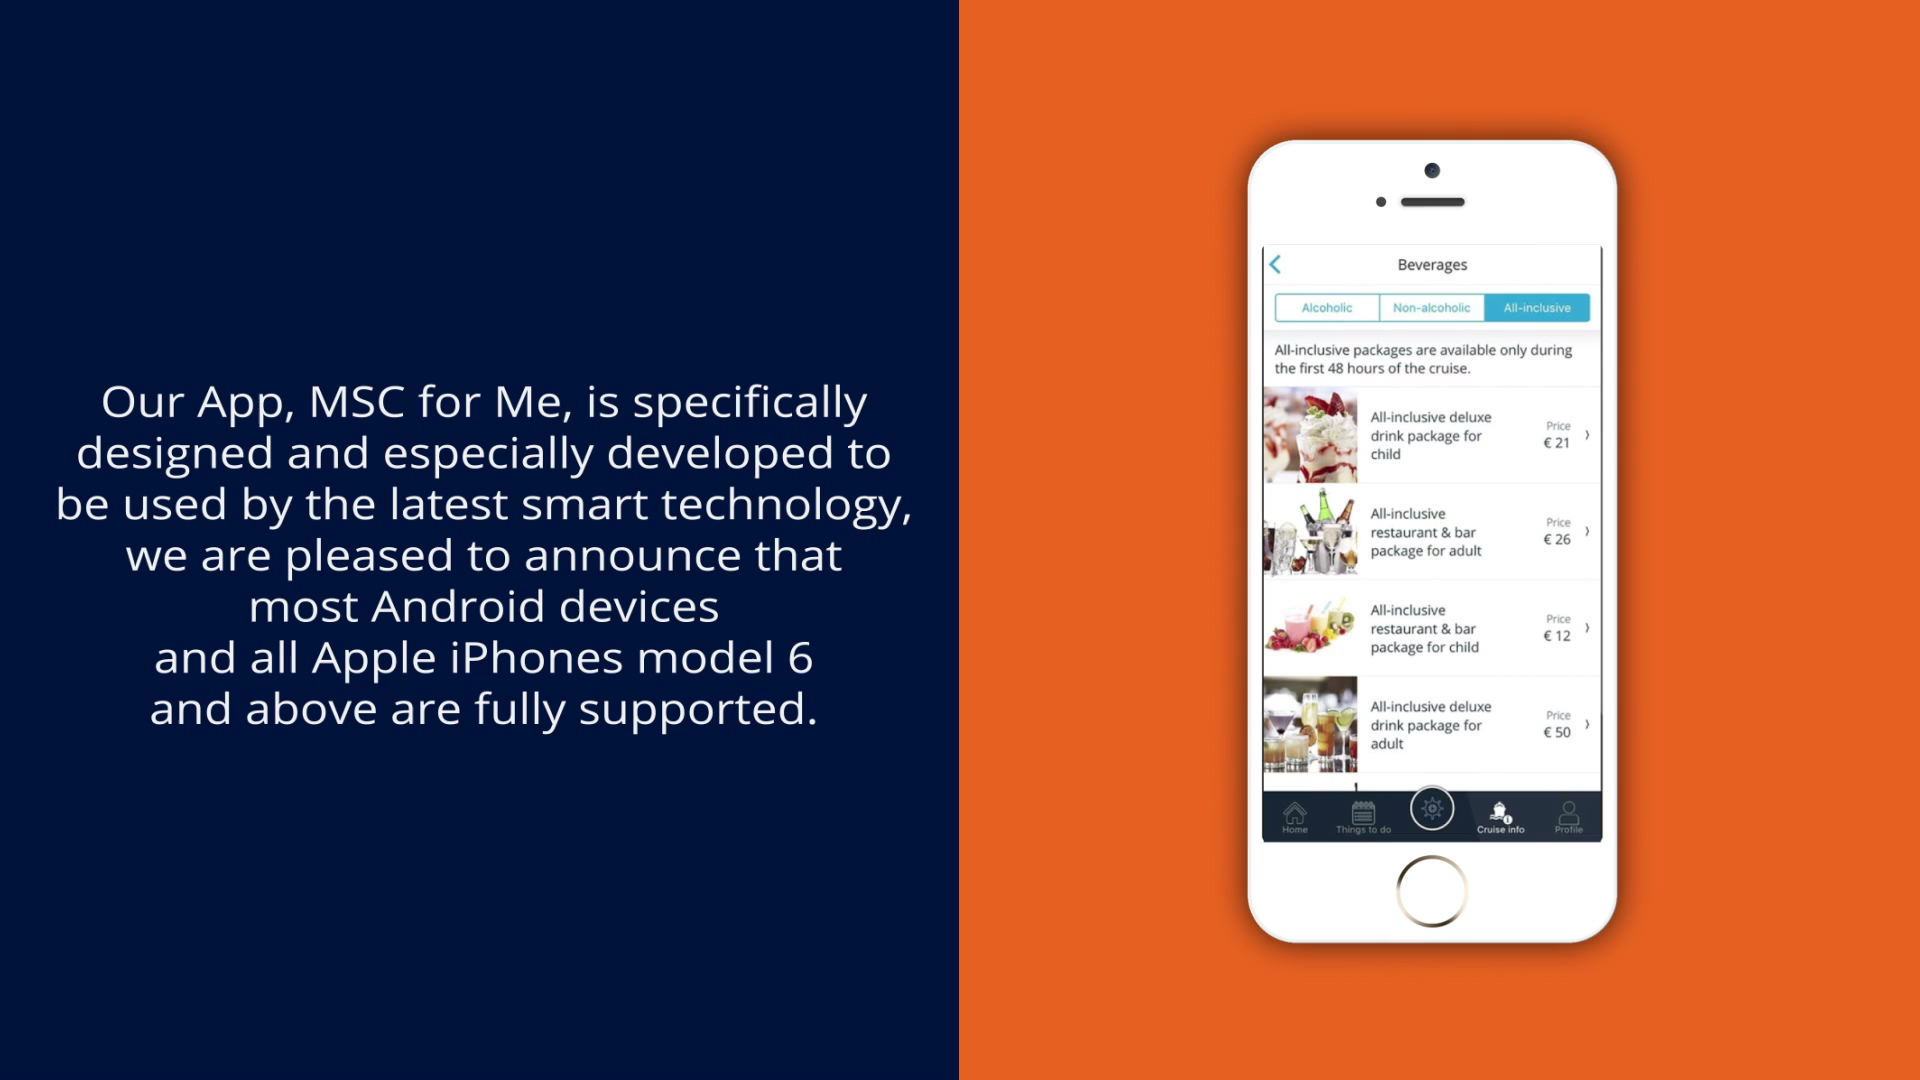 Our App, MSC for Me, is specifically
designed and especially developed to
be used by the latest smart technology,
we are pleased to announce that
most Android devices
and all Apple iPhones model 6
and above are fully supported.
Beverages
Alcoholic
Non-alcoholic
All-inclusive
All-inclusive packages are available only during
the first 48 hours of the cruise.
All-inclusive deluxe
drink package for
child
Price
€ 21
All-inclusive
restaurant & bar
package for adult
Price
€ 26
All-inclusive
restaurant & bar
package for child
Price
€ 12
All-inclusive deluxe
drink package for
adult
Price
€ 50
Home
Things to do
Cruise info
Profile